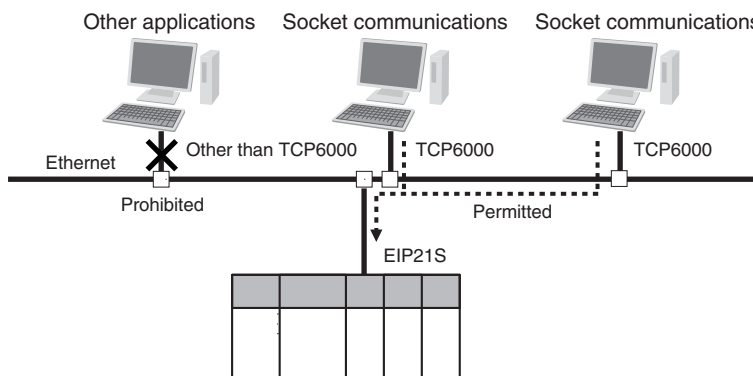 Other applications
Socket communications
Socket communications
Ethernet
Other than TCP6000
TCP6000
TCP6000
Prohibited
Permitted
EIP21S